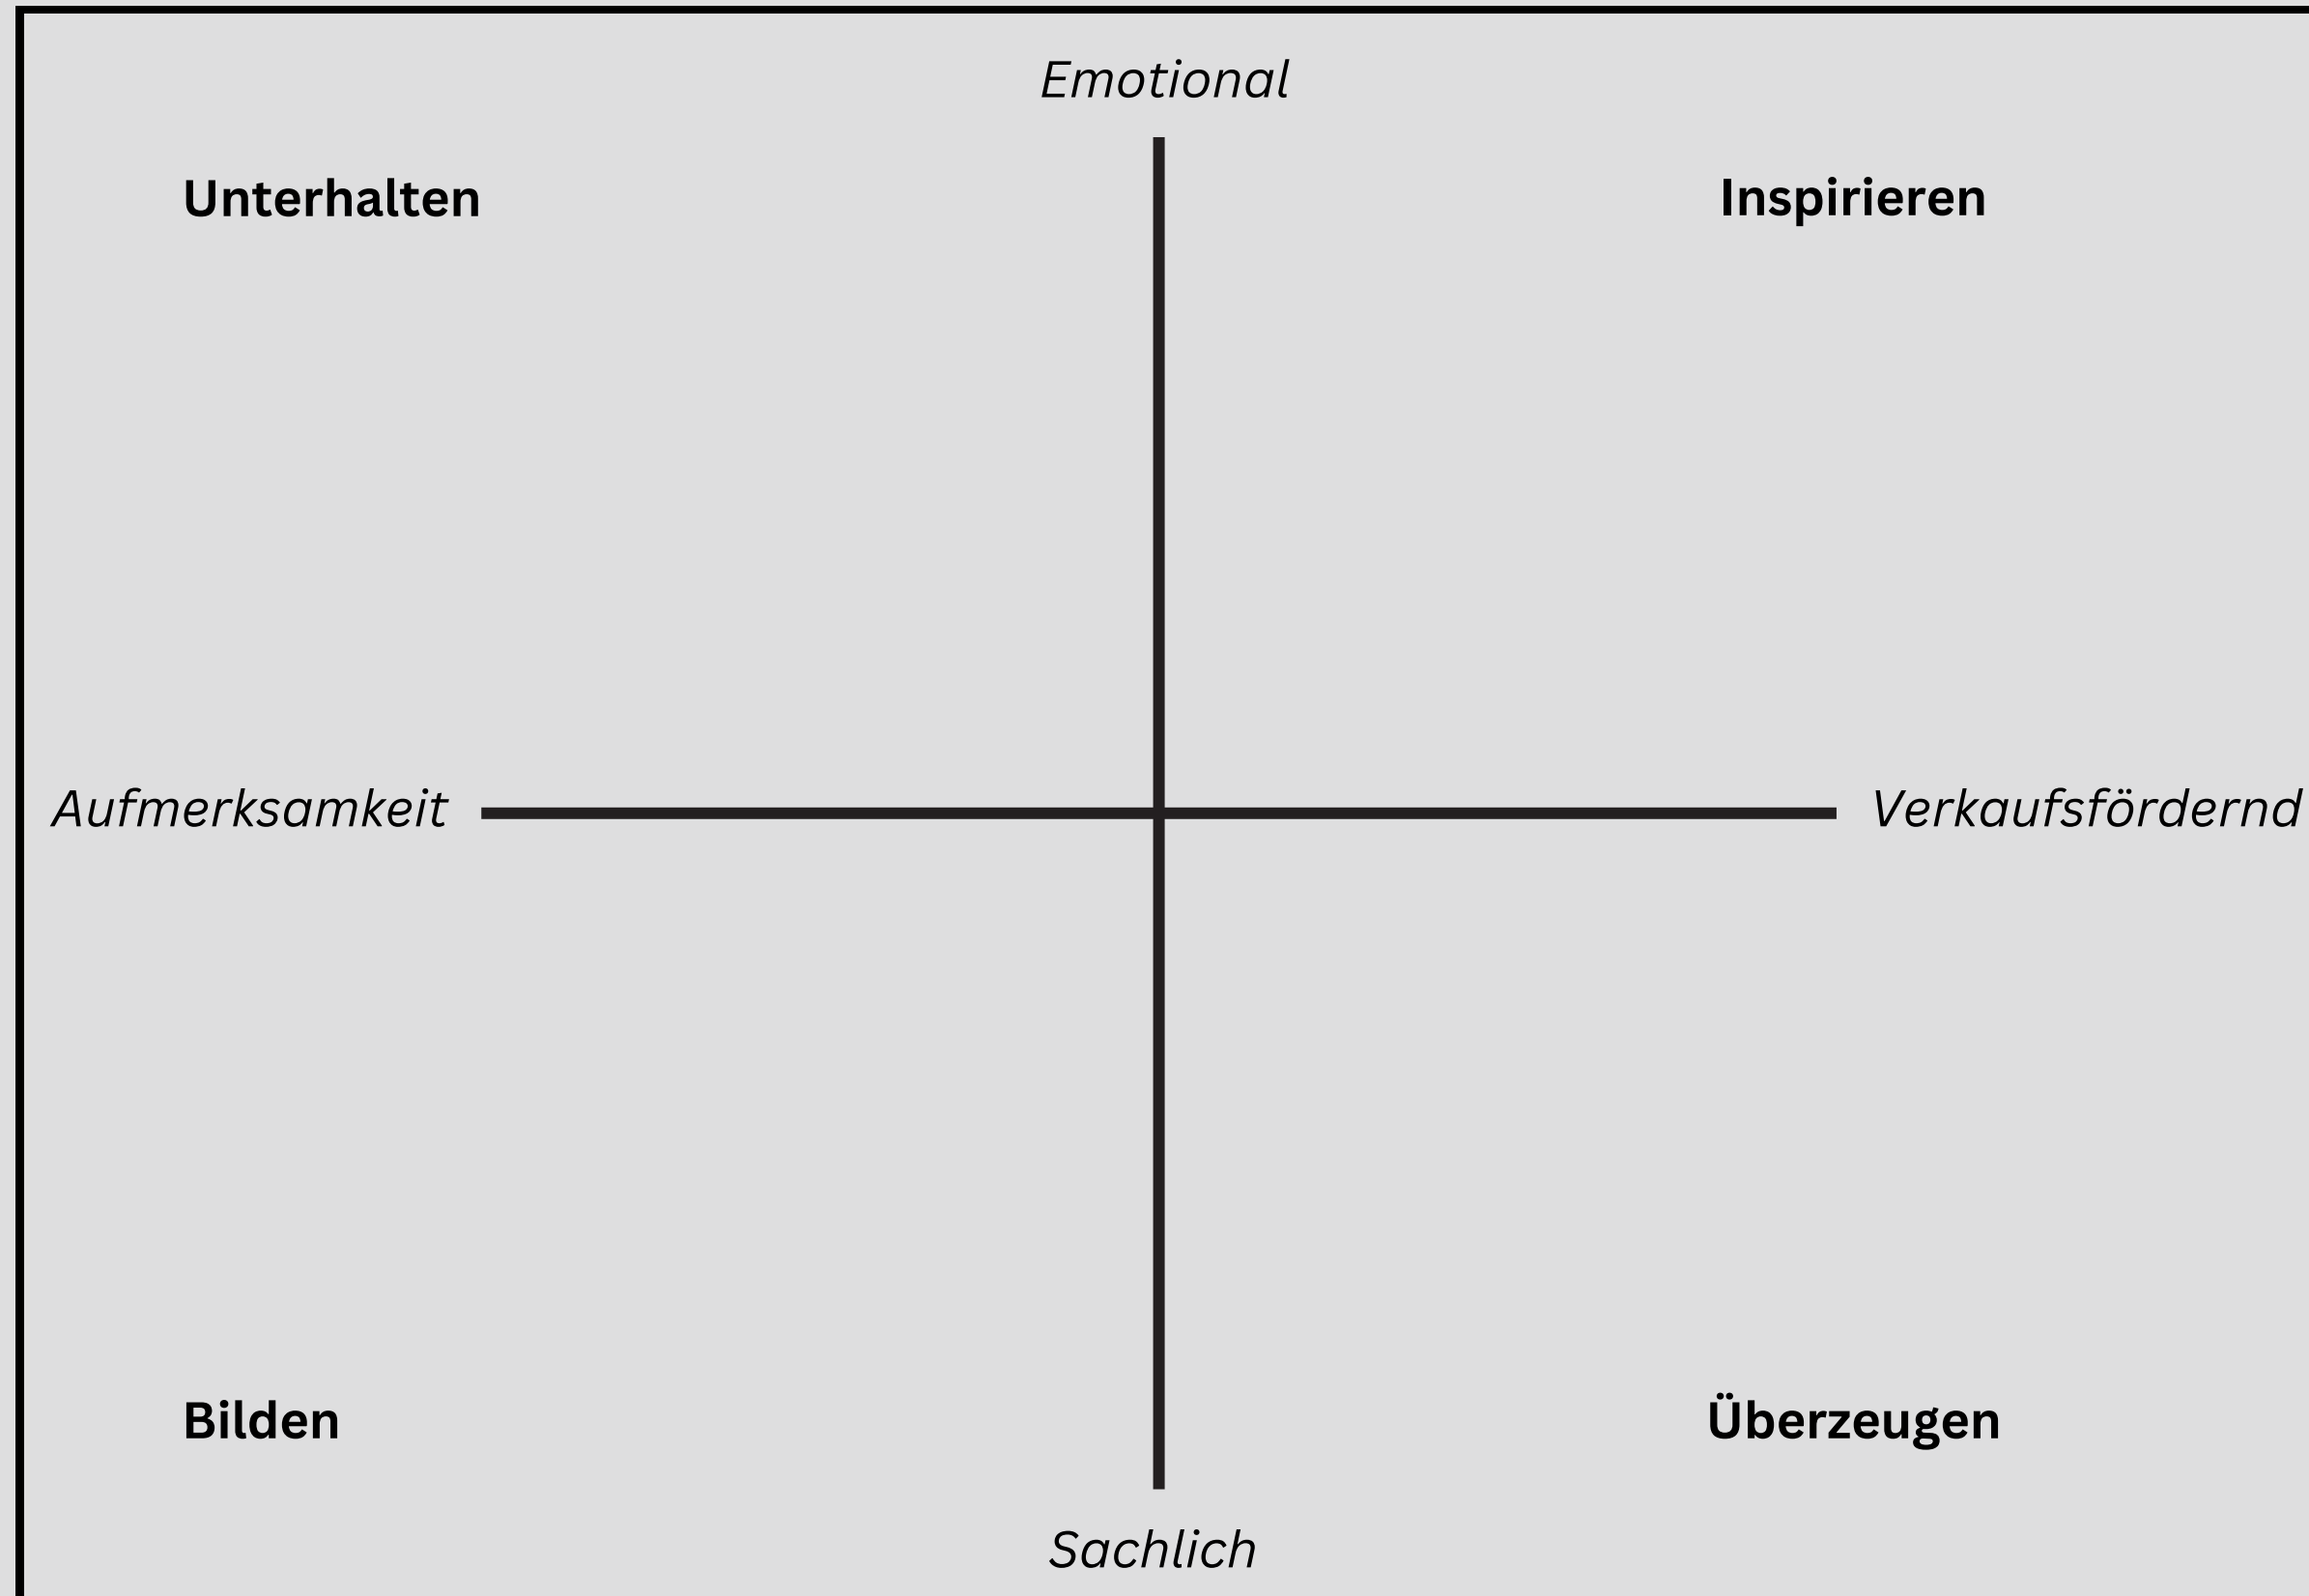 Emotional
Unterhalten
Inspirieren
Aufmerksamkeit
Verkaufsfördernd
Bilden
Überzeugen
Sachlich